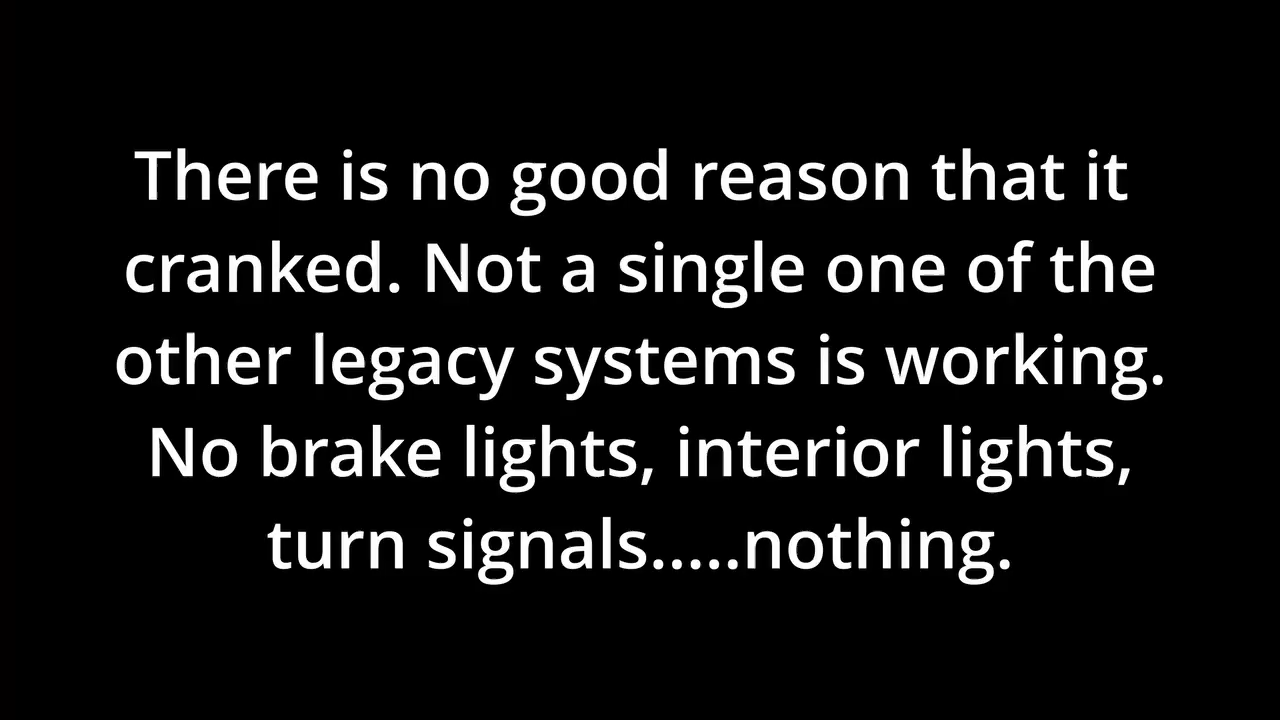 There is no good reason that it
cranked. Not a single one of the
other legacy systems is working.
No brake lights, interior lights,
turn signals.....nothing.